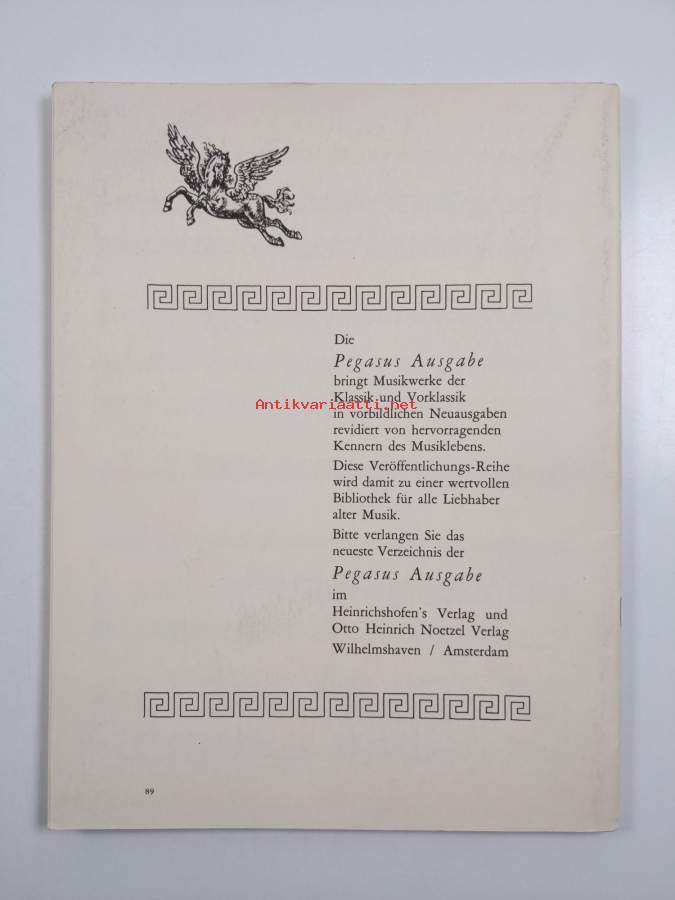 Die
Pegasus Ausgabe
bringt Musikwerke der
Klassik und Vorklassik
Antikvariaatti.net
in vorbildlichen Neuausgaben
revidiert von hervorragenden
Kennern des Musiklebens.
Diese Veröffentlichungs-Reihe
wird damit zu einer wertvollen
Bibliothek für alle Liebhaber
alter Musik.
Bitte verlangen Sie das
neueste Verzeichnis der
Pegasus Ausgabe
im
Heinrichshofen's Verlag und
Otto Heinrich Noetzel Verlag
Wilhelmshaven / Amsterdam
89